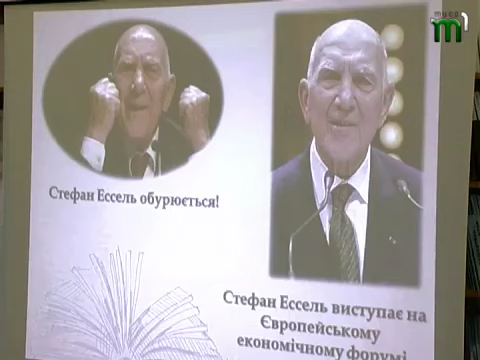 Стефан Ессель обурюється!
Стефан Ессель виступає на
Європейському
економічному форумі